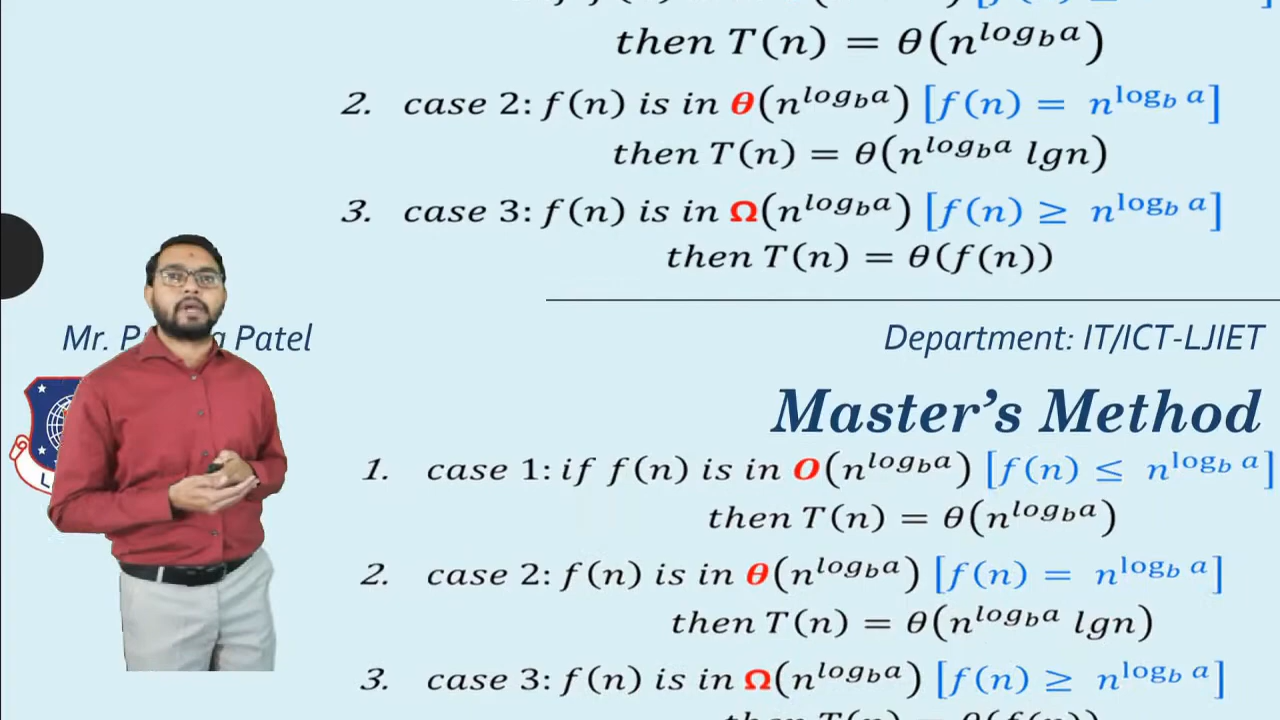 then T(n) = θ(n^{log_b a})
2. case 2: f(n) is in θ(n^{log_b a}) [f(n) = n^{log_b a}]
then T(n) = θ(n^{log_b a} lgn)
3. case 3: f(n) is in Ω(n^{log_b a}) [f(n) ≥ n^{log_b a}]
then T(n) = θ(f(n))
Mr. Patel
Department: IT/ICT-LJIET
Master's Method
1. case 1: if f(n) is in O(n^{log_b a}) [f(n) ≤ n^{log_b a}]
then T(n) = θ(n^{log_b a})
2. case 2: f(n) is in θ(n^{log_b a}) [f(n) = n^{log_b a}]
then T(n) = θ(n^{log_b a} lgn)
3. case 3: f(n) is in Ω(n^{log_b a}) [f(n) ≥ n^{log_b a}]